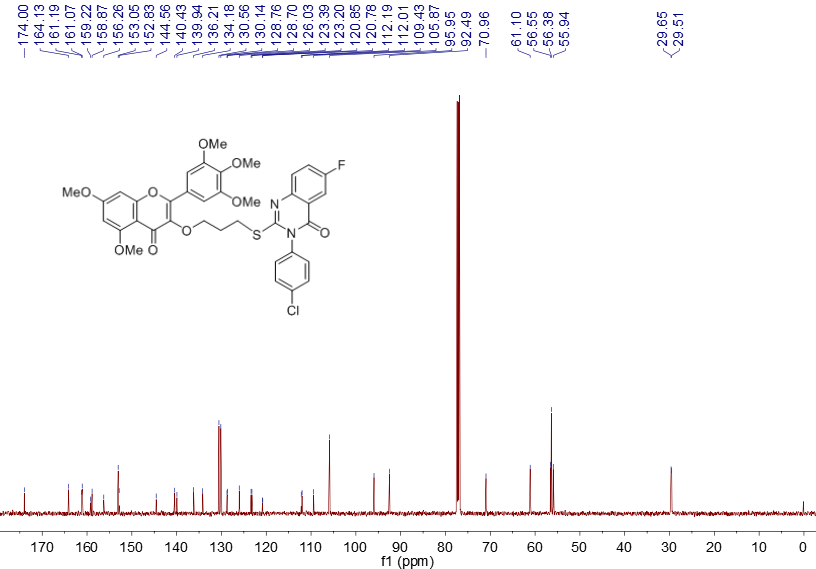 174.00
164.13
161.19
161.07
159.22
158.87
156.26
153.05
152.83
144.56
140.43
139.94
136.21
134.18
130.56
130.14
128.76
128.70
126.03
123.39
123.20
120.85
120.78
112.19
112.01
109.43
105.87
95.95
92.49
70.96
61.10
56.55
56.38
55.94
29.65
29.51
OMe
MeO
O
OMe
F
OMe
N
O
S
N
O
OMe
O
Cl
170 160 150 140 130 120 110 100 90 80 70 60 50 40 30 20 10 0
f1 (ppm)